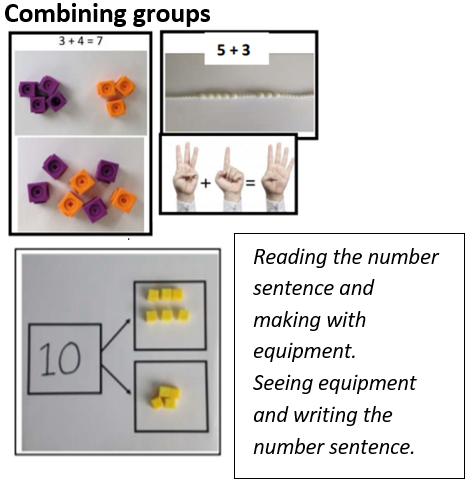 Combining groups
3 + 4 = 7
5 + 3
+ =
10
Reading the number
sentence and
making with
equipment.
Seeing equipment
and writing the
number sentence.